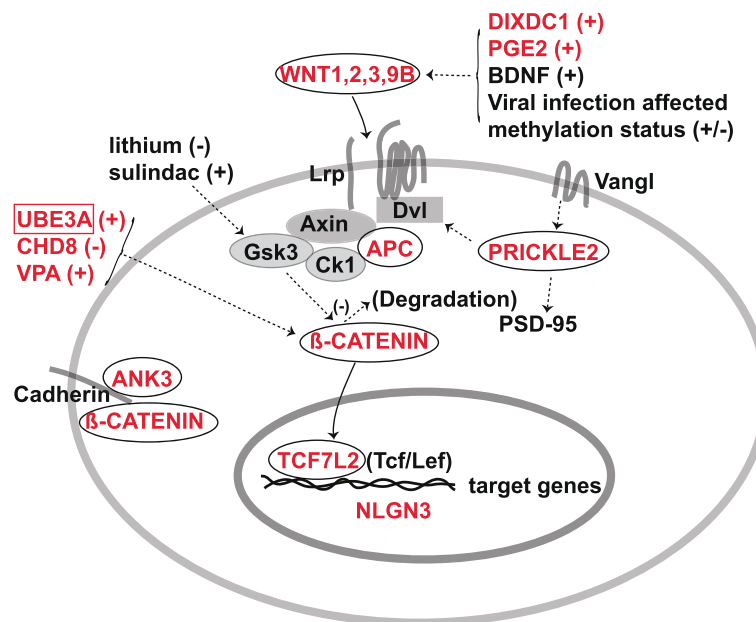 DIXDC1 (+)
PGE2 (+)
BDNF (+)
Viral infection affected
methylation status (+/-)
WNT1,2,3,9B
lithium (-)
sulindac (+)
Lrp
Vangl
UBE3A (+)
CHD8 (-)
VPA (+)
Axin
Dvl
Gsk3
APC
Ck1
PRICKLE2
(-)
(Degradation)
PSD-95
ß-CATENIN
ANK3
Cadherin
ß-CATENIN
TCF7L2 (Tcf/Lef)
target genes
NLGN3